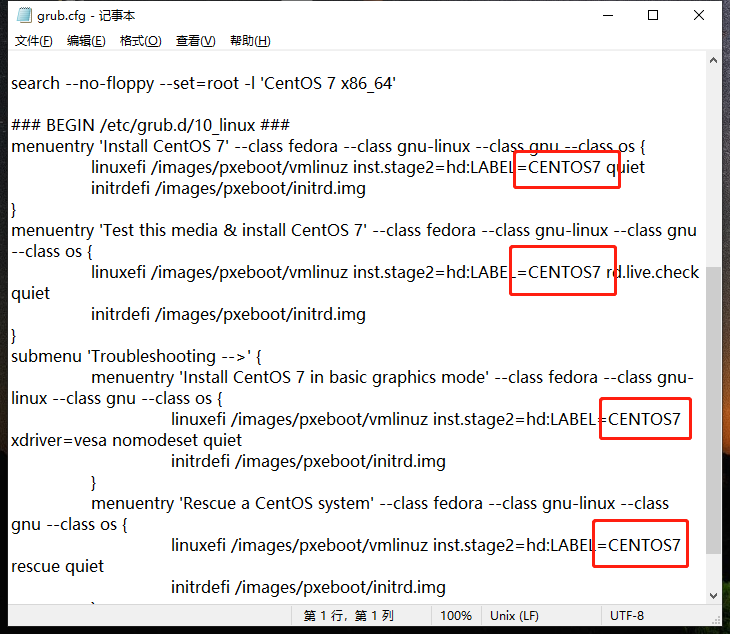 grub.cfg - 记事本
文件(F) 编辑(E) 格式(O) 查看(V) 帮助(H)
search --no-floppy --set=root -l 'CentOS 7 x86_64'
### BEGIN /etc/grub.d/10_linux ###
menuentry 'Install CentOS 7' --class fedora --class gnu-linux --class gnu --class os {
linuxefi /images/pxeboot/vmlinuz inst.stage2=hd:LABEL=CENTOS7 quiet
initrdefi /images/pxeboot/initrd.img
}
menuentry 'Test this media & install CentOS 7' --class fedora --class gnu-linux --class gnu
--class os {
linuxefi /images/pxeboot/vmlinuz inst.stage2=hd:LABEL=CENTOS7 rd.live.check
quiet
initrdefi /images/pxeboot/initrd.img
}
submenu 'Troubleshooting -->' {
menuentry 'Install CentOS 7 in basic graphics mode' --class fedora --class gnu-
linux --class gnu --class os {
linuxefi /images/pxeboot/vmlinuz inst.stage2=hd:LABEL=CENTOS7
xdriver=vesa nomodeset quiet
initrdefi /images/pxeboot/initrd.img
}
menuentry 'Rescue a CentOS system' --class fedora --class gnu-linux --class
gnu --class os {
linuxefi /images/pxeboot/vmlinuz inst.stage2=hd:LABEL=CENTOS7
rescue quiet
initrdefi /images/pxeboot/initrd.img
}
第 1 行，第 1 列 100% Unix (LF) UTF-8